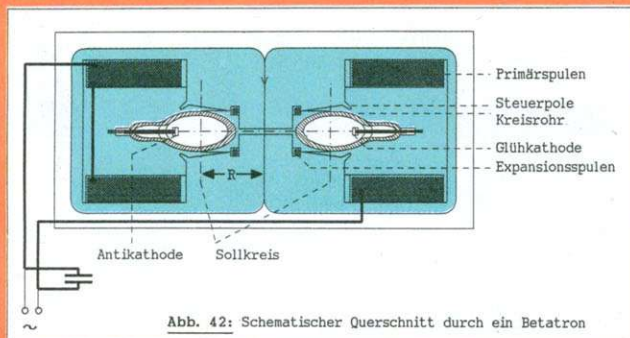 Primärspulen
Steuerpole
Kreisrohr
Glühkathode
Expansionsspulen
R
Antikathode
Sollkreis
~
Abb. 42: Schematischer Querschnitt durch ein Betatron